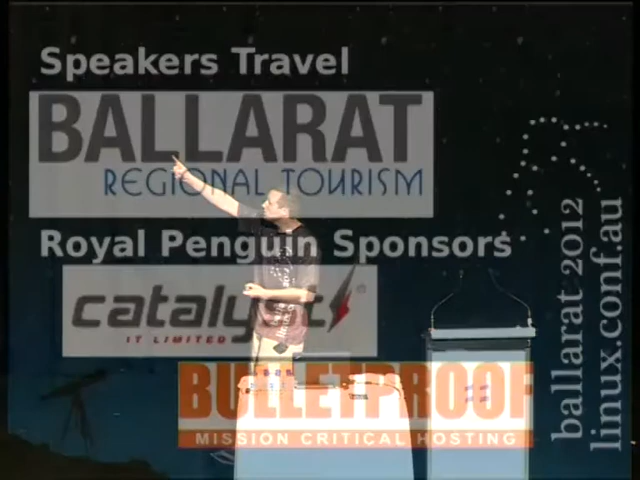 Speakers Travel
BALLARAT
REGIONAL TOURISM
Royal Penguin Sponsors
catalyst
IT LIMITED
BULLETPROOF
MISSION CRITICAL HOSTING
ballarat 2012
linux.conf.au